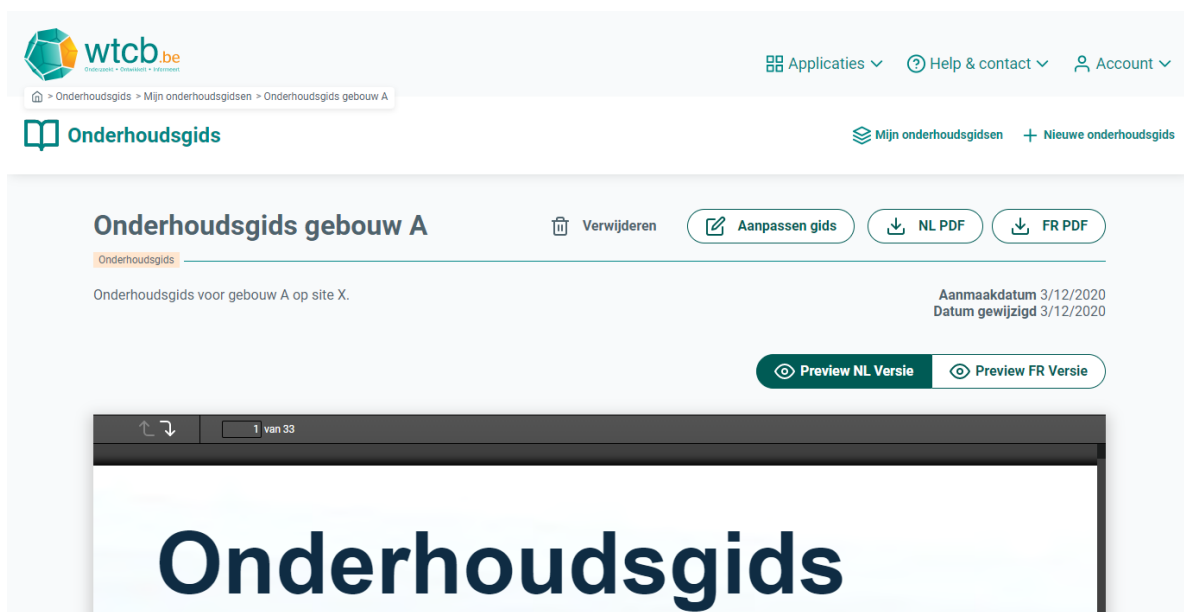 wtcb.be
Onderzoekt • Ontwikkelt • Informeert
Applicaties
Help & contact
Account
> Onderhoudsgids > Mijn onderhoudsgidsen > Onderhoudsgids gebouw A
Onderhoudsgids
Mijn onderhoudsgidsen
Nieuwe onderhoudsgids
Onderhoudsgids gebouw A
Verwijderen
Aanpassen gids
NL PDF
FR PDF
Onderhoudsgids
Onderhoudsgids voor gebouw A op site X.
Aanmaakdatum 3/12/2020
Datum gewijzigd 3/12/2020
Preview NL Versie
Preview FR Versie
1 van 33
Onderhoudsgids